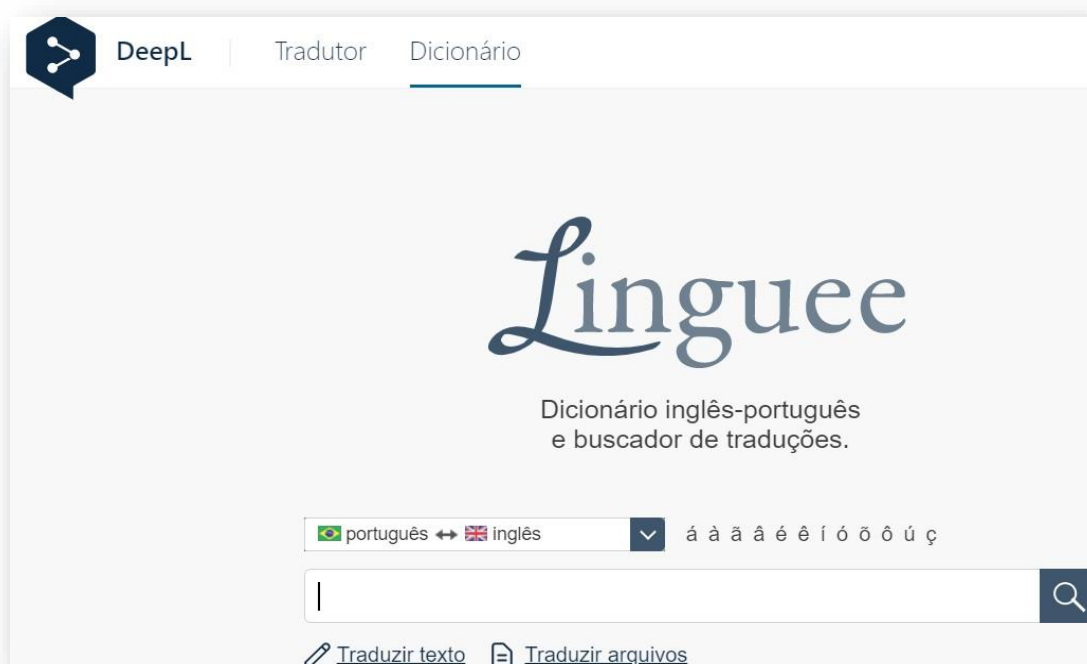 DeepL Tradutor Dicionário
Linguee
Dicionário inglês-português
e buscador de traduções.
português ↔ inglês á à ã â é ê í ó õ ô ú ç
Traduzir texto Traduzir arquivos